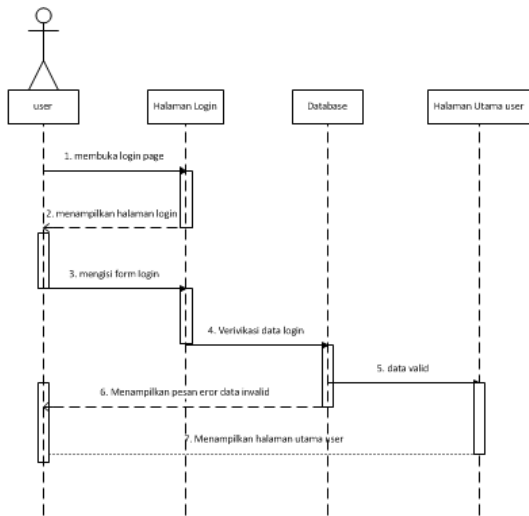 user
Halaman Login
Database
Halaman Utama user
1. membuka login page
2. menampilkan halaman login
3. mengisi form login
4. Verivikasi data login
5. data valid
6. Menampilkan pesan eror data invalid
7. Menampilkan halaman utama user